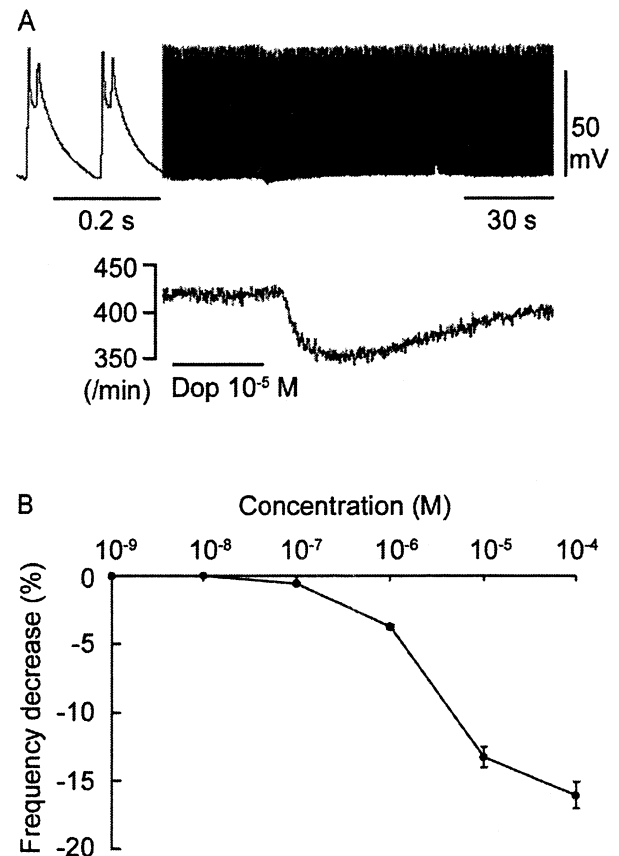 A
50
mV
0.2 s
30 s
450
400
350
(/min)
Dop 10⁻⁵ M
B
Concentration (M)
10⁻⁹ 10⁻⁸ 10⁻⁷ 10⁻⁶ 10⁻⁵ 10⁻⁴
Frequency decrease (%)
0
-5
-10
-15
-20